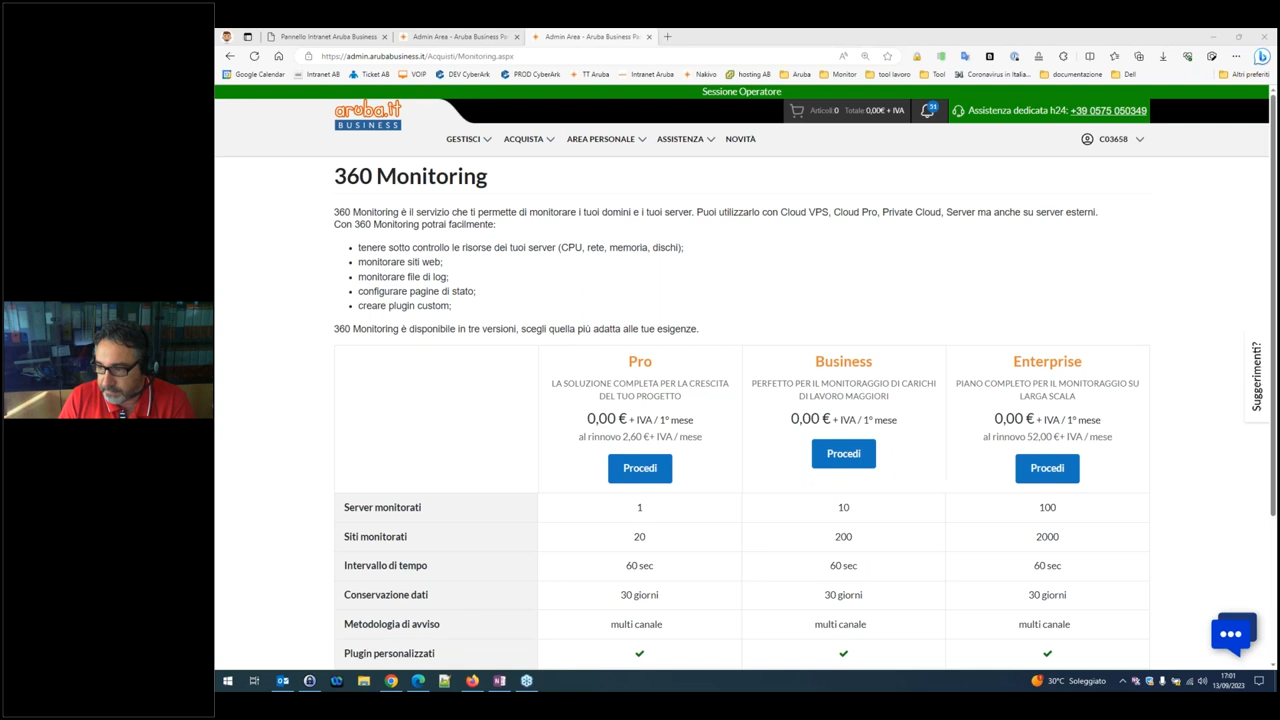 Pannello Intranet Aruba Business
Admin Area - Aruba Business Pa
Admin Area - Aruba Business Pa
https://admin.arubabusiness.it/Acquisti/Monitoring.aspx
Google Calendar Intranet AB Ticket AB VOIP DEV CyberArk PROD CyberArk TT Aruba Intranet Aruba Nakivo hosting AB Aruba Monitor tool lavoro Tool Coronavirus in Italia... documentazione Dell Altri preferiti
Sessione Operatore
aruba.it
BUSINESS
Articoli: 0 Totale 0,00€ + IVA
51
Assistenza dedicata h24: +39 0575 050349
GESTISCI ACQUISTA AREA PERSONALE ASSISTENZA NOVITÀ
C03658
360 Monitoring
360 Monitoring è il servizio che ti permette di monitorare i tuoi domini e i tuoi server. Puoi utilizzarlo con Cloud VPS, Cloud Pro, Private Cloud, Server ma anche su server esterni.
Con 360 Monitoring potrai facilmente:
• tenere sotto controllo le risorse dei tuoi server (CPU, rete, memoria, dischi);
• monitorare siti web;
• monitorare file di log;
• configurare pagine di stato;
• creare plugin custom;
360 Monitoring è disponibile in tre versioni, scegli quella più adatta alle tue esigenze.
Suggerimenti?
Pro Business Enterprise
LA SOLUZIONE COMPLETA PER LA CRESCITA PERFETTO PER IL MONITORAGGIO DI CARICHI PIANO COMPLETO PER IL MONITORAGGIO SU
DEL TUO PROGETTO DI LAVORO MAGGIORI LARGA SCALA
0,00 € + IVA / 1° mese 0,00 € + IVA / 1° mese 0,00 € + IVA / 1° mese
al rinnovo 2,60 €+ IVA / mese al rinnovo 52,00 €+ IVA / mese
Procedi Procedi Procedi
Server monitorati 1 10 100
Siti monitorati 20 200 2000
Intervallo di tempo 60 sec 60 sec 60 sec
Conservazione dati 30 giorni 30 giorni 30 giorni
Metodologia di avviso multi canale multi canale multi canale
Plugin personalizzati ✔ ✔ ✔
30°C Soleggiato
17:01
13/09/2023